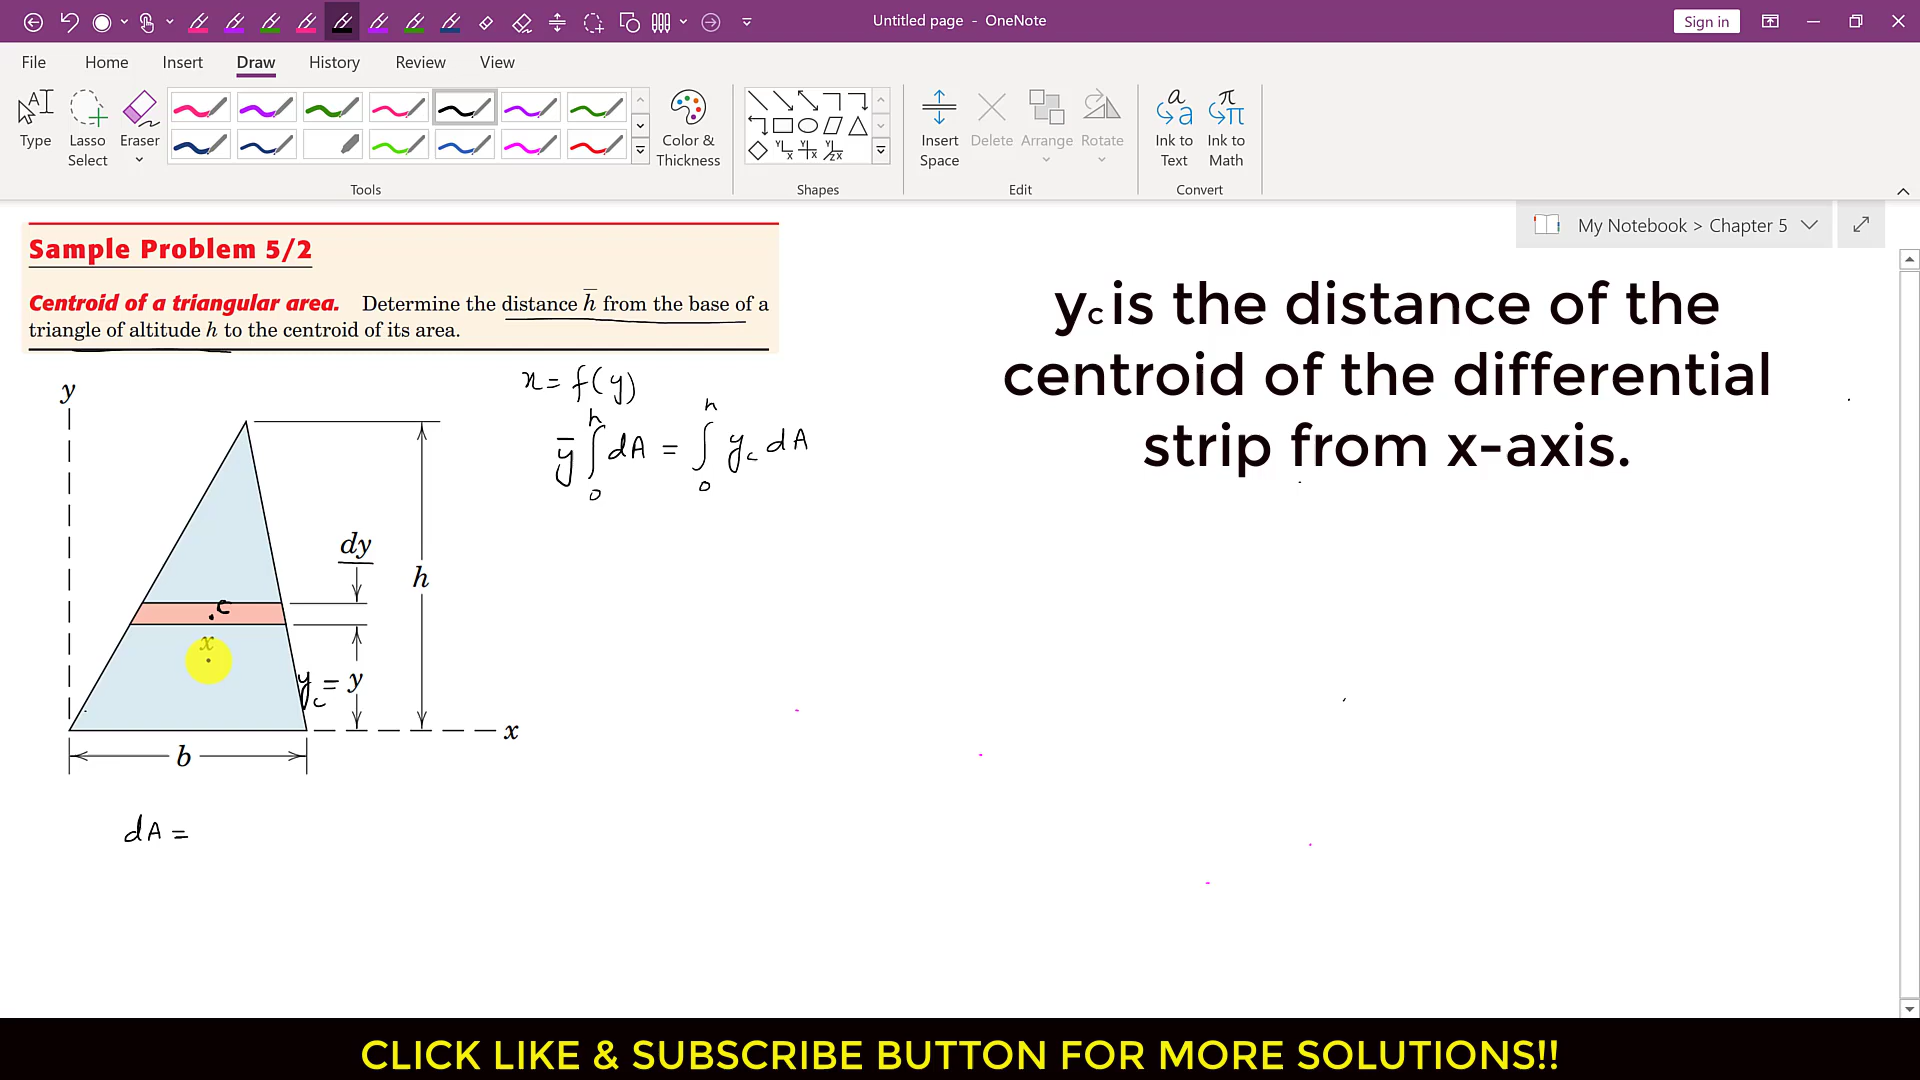 Untitled page - OneNote
Sign in
File Home Insert Draw History Review View
Type
Lasso Select
Eraser
Color & Thickness
Insert Space
Delete
Arrange
Rotate
Ink to Text
Ink to Math
Tools
Shapes
Edit
Convert
My Notebook > Chapter 5
Sample Problem 5/2
Centroid of a triangular area. Determine the distance h̅ from the base of a
triangle of altitude h to the centroid of its area.
yc is the distance of the
centroid of the differential
strip from x-axis.
x = f(y)
ȳ ∫₀ʰ dA = ∫₀ʰ yc dA
y
dy
h
c
x
yc = y
x
b
dA =
CLICK LIKE & SUBSCRIBE BUTTON FOR MORE SOLUTIONS!!